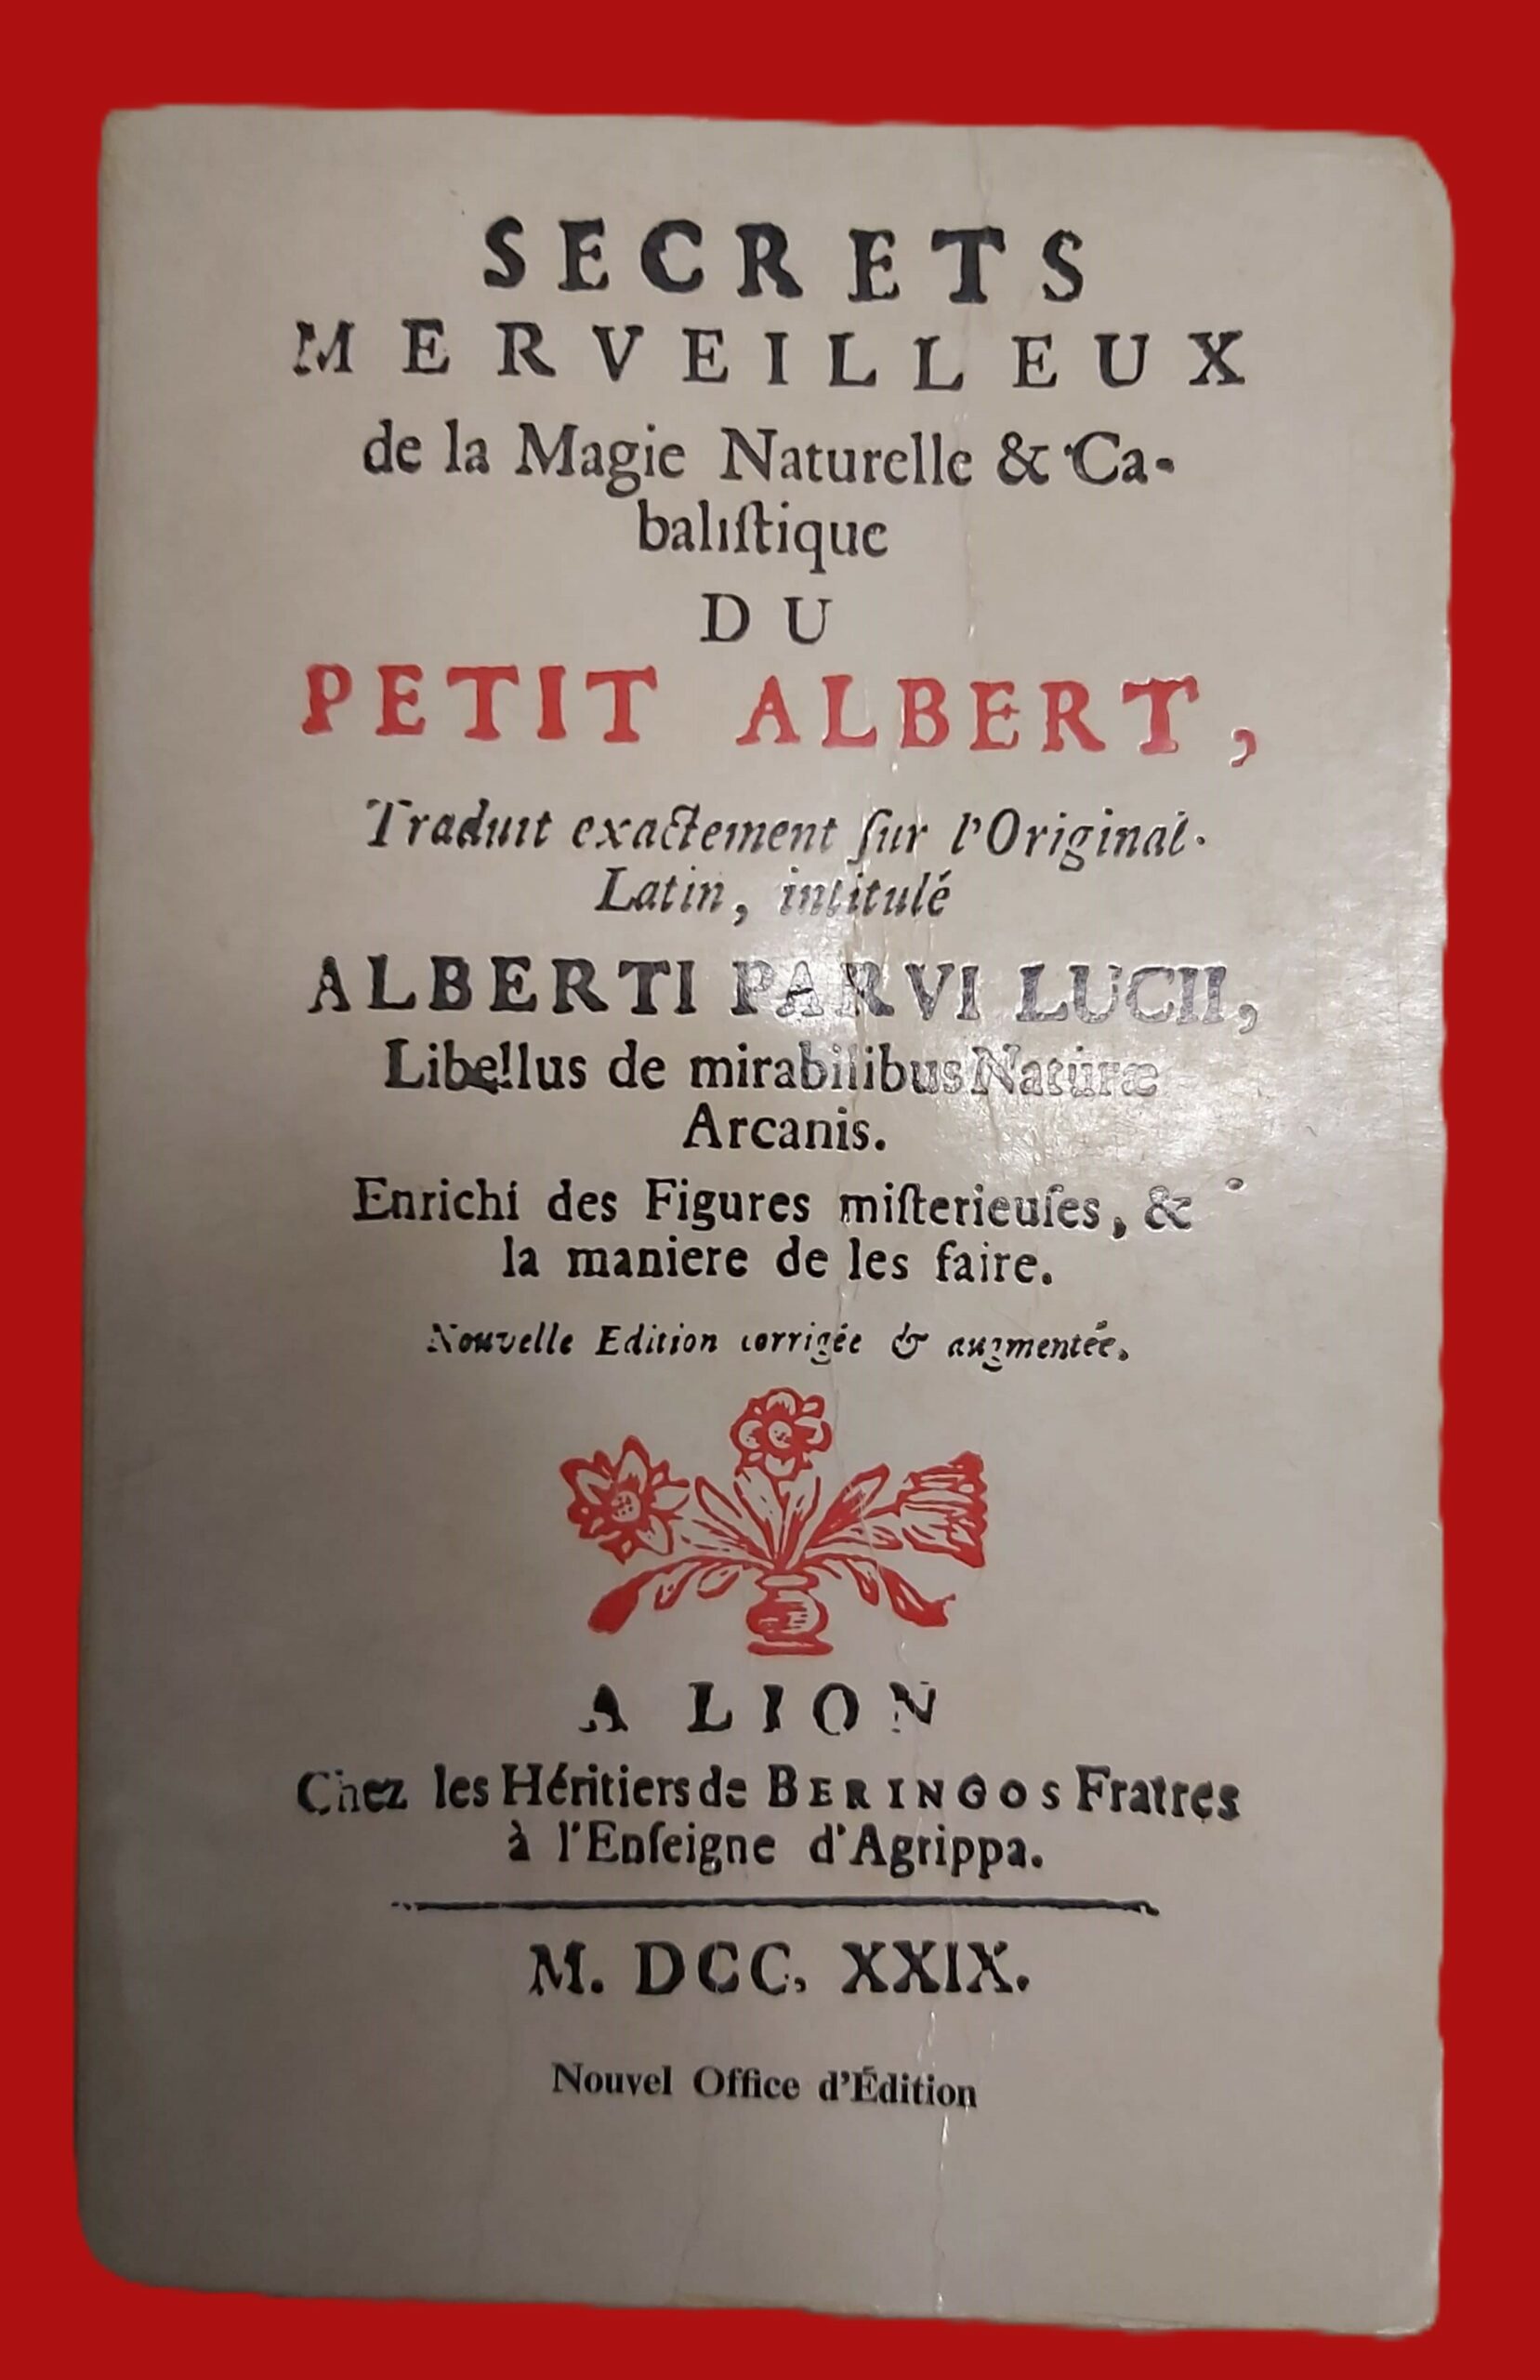 SECRETS
MERVEILLEUX
de la Magie Naturelle & Ca-
baliſtique
DU
PETIT ALBERT,
Traduit exactement ſur l'Original
Latin, intitulé
ALBERTI PARVI LUCII,
Libellus de mirabilibus Naturæ
Arcanis.
Enrichi des Figures miſterieuſes, &
la maniere de les faire.
Nouvelle Edition corrigée & augmentée.
A LION
Chez les Héritiers de BERINGOS Fratres
à l'Enſeigne d'Agrippa.
M. DCC. XXIX.
Nouvel Office d'Édition